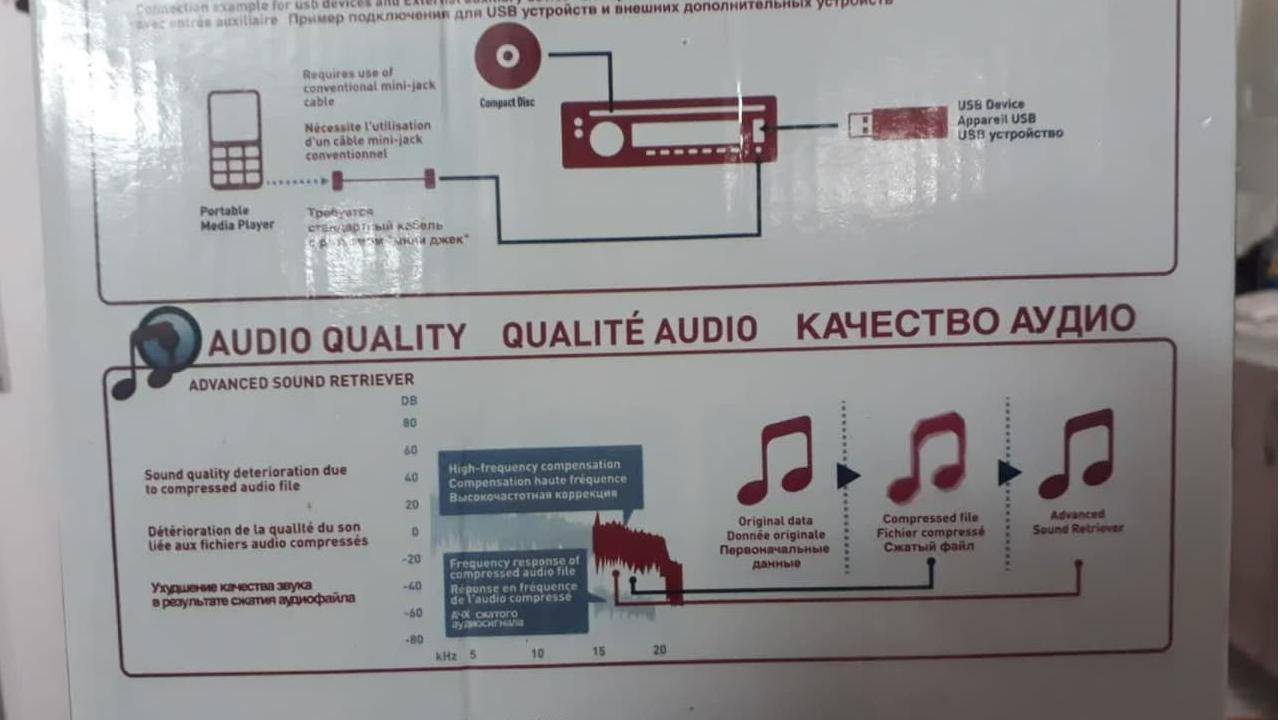 Connection example for usb devices and External auxiliary
avec entrée auxiliaire Пример подключения для USB устройств и внешних дополнительных устройств
Requires use of
conventional mini-jack
cable
Nécessite l'utilisation
d'un câble mini-jack
conventionnel
Portable
Media Player
Требуется
стандартный кабель
джек"
Compact Disc
USB Device
Appareil USB
USB устройство
AUDIO QUALITY QUALITÉ AUDIO КАЧЕСТВО АУДИО
ADVANCED SOUND RETRIEVER
Sound quality deterioration due
to compressed audio file
Détérioration de la qualité du son
liée aux fichiers audio compressés
Ухудшение качества звука
в результате сжатия аудиофайла
DB
80
60
40
20
0
-20
-40
-60
-80
kHz 5 10 15 20
High-frequency compensation
Compensation haute fréquence
Высокочастотная коррекция
Frequency response of
compressed audio file
Réponse en fréquence
de l'audio compressé
АЧХ сжатого
аудиосигнала
Original data
Donnée originale
Первоначальные
данные
Compressed file
Fichier compressé
Сжатый файл
Advanced
Sound Retriever